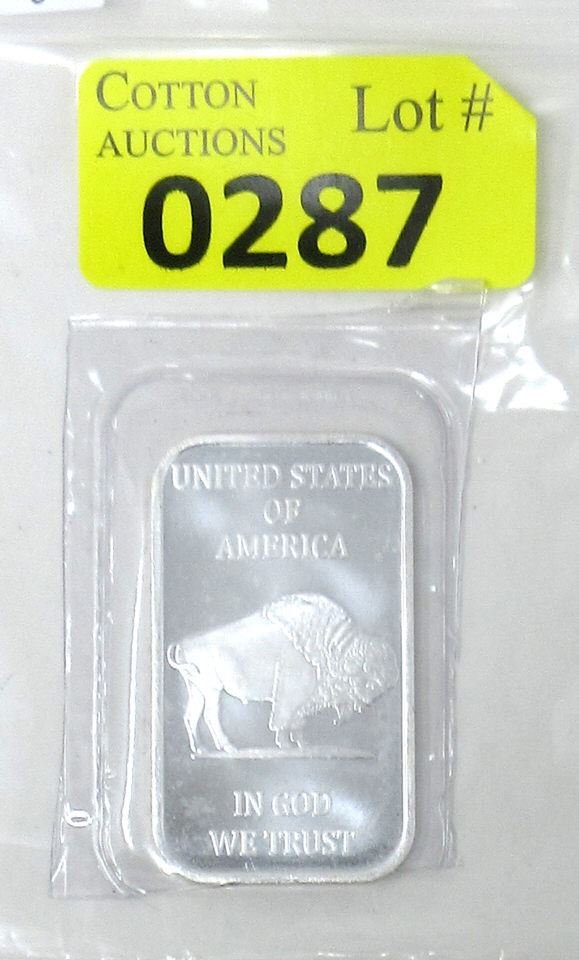 COTTON
AUCTIONS
Lot #
0287
UNITED STATES
OF
AMERICA
IN GOD
WE TRUST